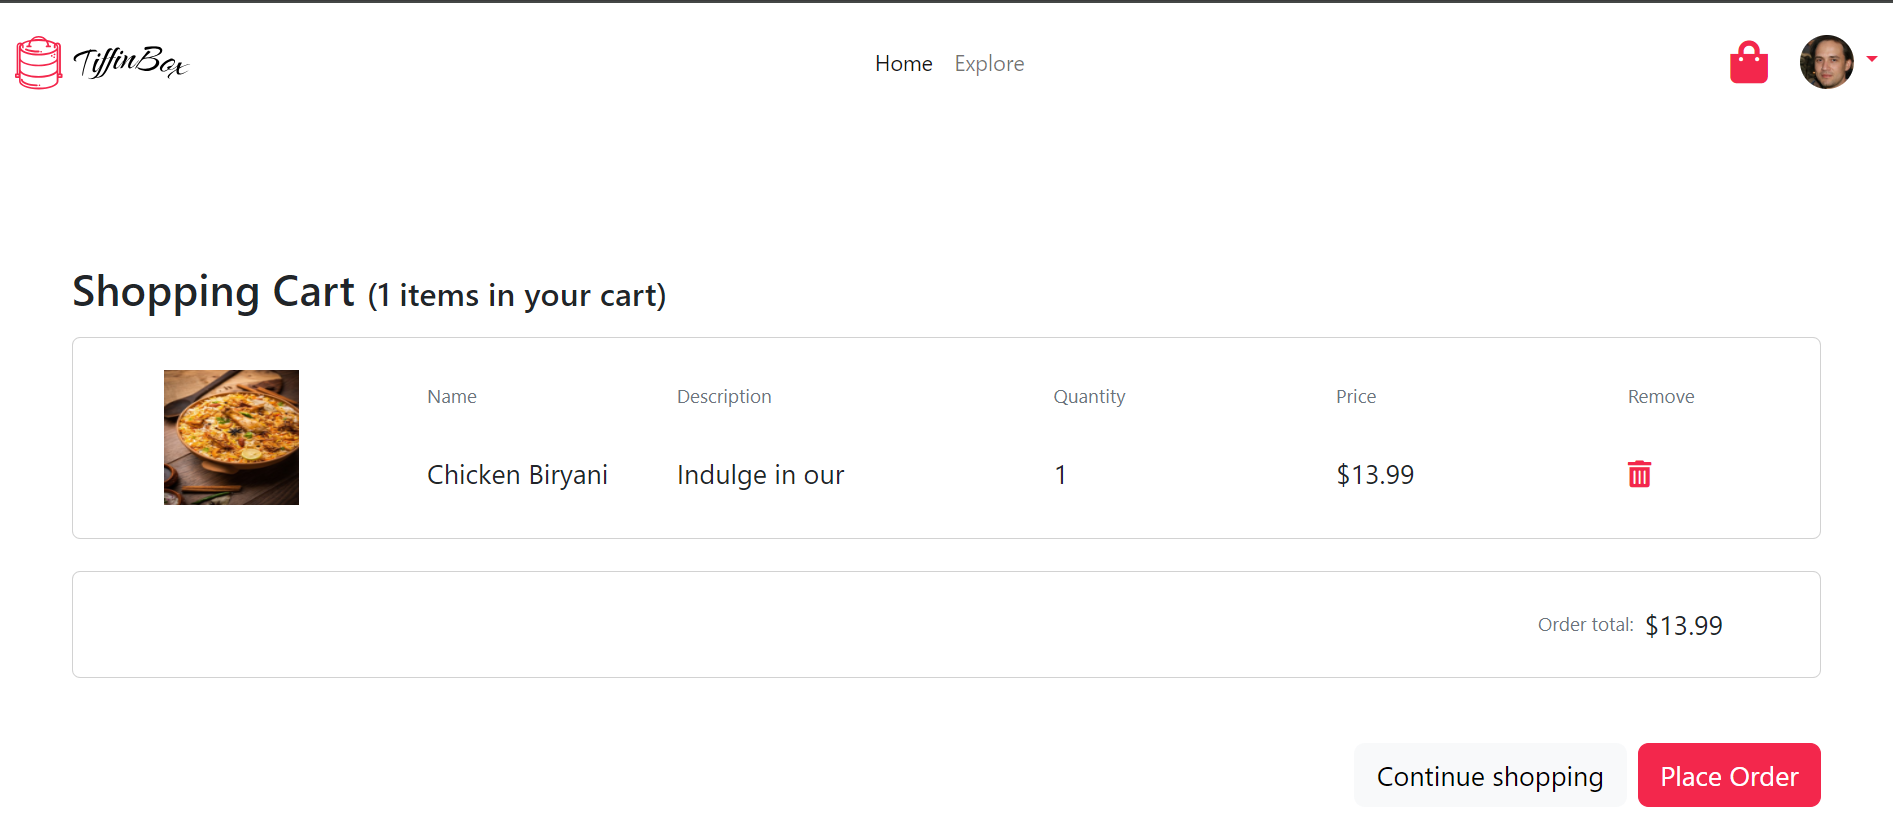 TiffinBox
Home Explore
Shopping Cart (1 items in your cart)
Name Description Quantity Price Remove
Chicken Biryani Indulge in our 1 $13.99
Order total: $13.99
Continue shopping Place Order